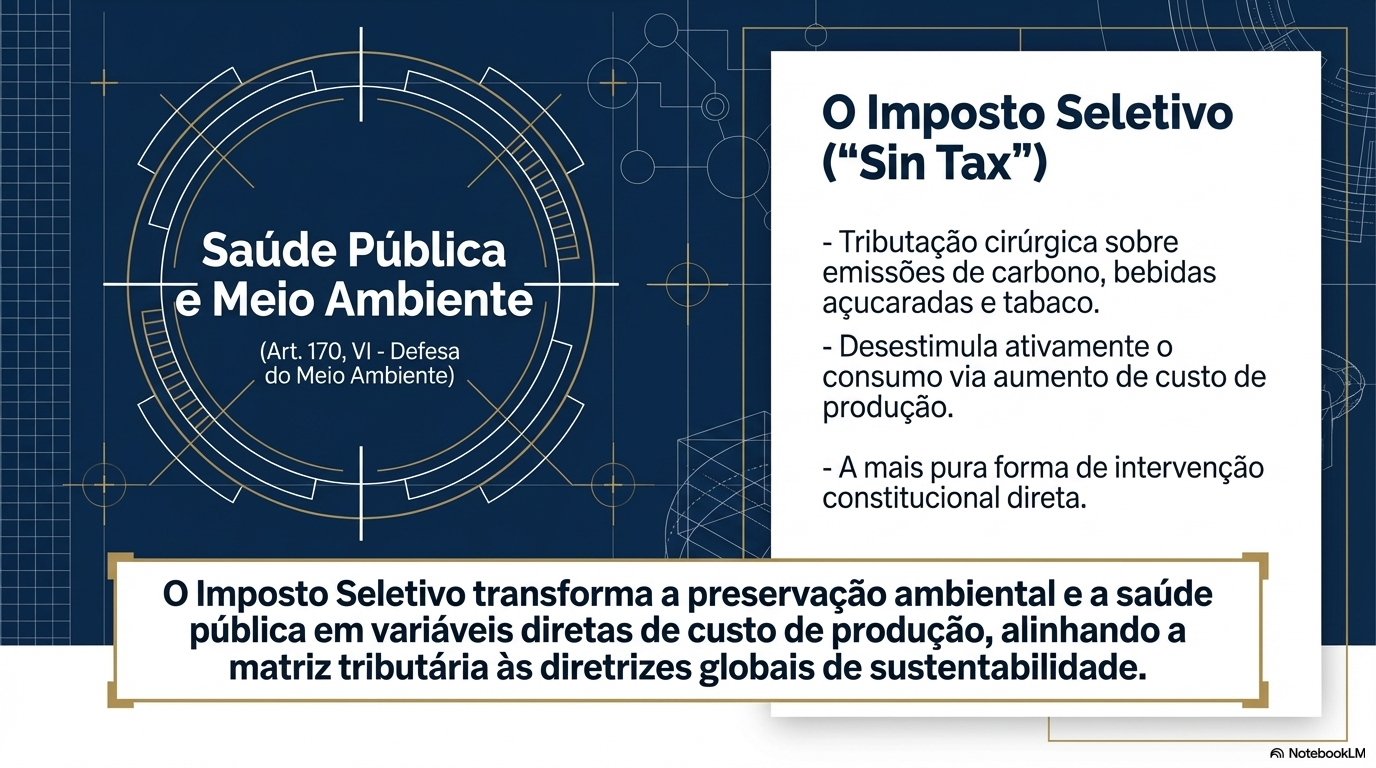 Saúde Pública
e Meio Ambiente
(Art. 170, VI - Defesa
do Meio Ambiente)
O Imposto Seletivo
(“Sin Tax”)
- Tributação cirúrgica sobre
emissões de carbono, bebidas
açucaradas e tabaco.
- Desestimula ativamente o
consumo via aumento de custo de
produção.
- A mais pura forma de intervenção
constitucional direta.
O Imposto Seletivo transforma a preservação ambiental e a saúde
pública em variáveis diretas de custo de produção, alinhando a
matriz tributária às diretrizes globais de sustentabilidade.
NotebookLM